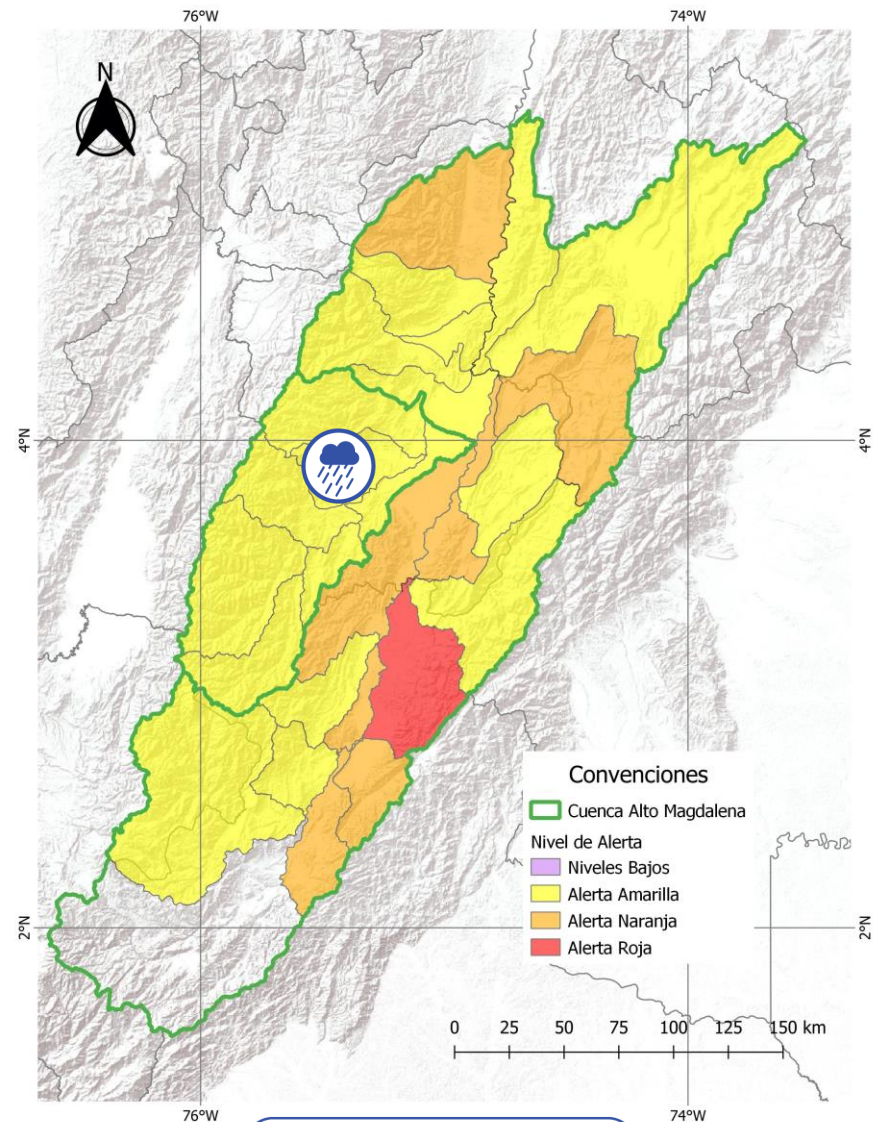 76°W
74°W
N
4°N
4°N
2°N
2°N
Convenciones
Cuenca Alto Magdalena
Nivel de Alerta
Niveles Bajos
Alerta Amarilla
Alerta Naranja
Alerta Roja
0 25 50 75 100 125 150 km
76°W
74°W